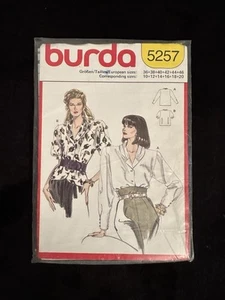 burda
5257
Größen/Tailles/European sizes: 36•38•40•42•44•46
Corresponding sizes: 10•12•14•16•18•20
A
B
A
B